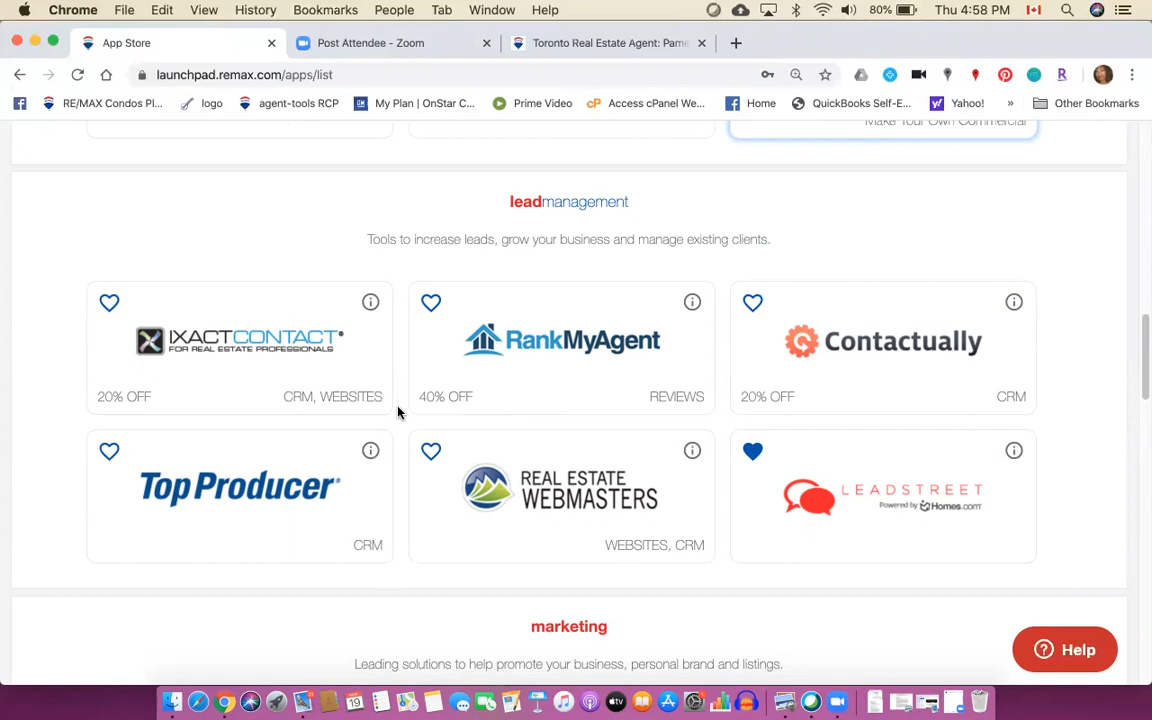 Chrome File Edit View History Bookmarks People Tab Window Help 80% Thu 4:58 PM
App Store Post Attendee - Zoom Toronto Real Estate Agent: Pame
launchpad.remax.com/apps/list
RE/MAX Condos Pl... logo agent-tools RCP My Plan | OnStar C... Prime Video cP Access cPanel We... Home QuickBooks Self-E... Yahoo! » Other Bookmarks
Make Your Own Commercial
leadmanagement
Tools to increase leads, grow your business and manage existing clients.
IXACTCONTACT® RankMyAgent Contactually
FOR REAL ESTATE PROFESSIONALS
20% OFF CRM, WEBSITES 40% OFF REVIEWS 20% OFF CRM
Top Producer® REAL ESTATE WEBMASTERS LEADSTREET
Powered by Homes.com
CRM WEBSITES, CRM
marketing
Leading solutions to help promote your business, personal brand and listings.
Help